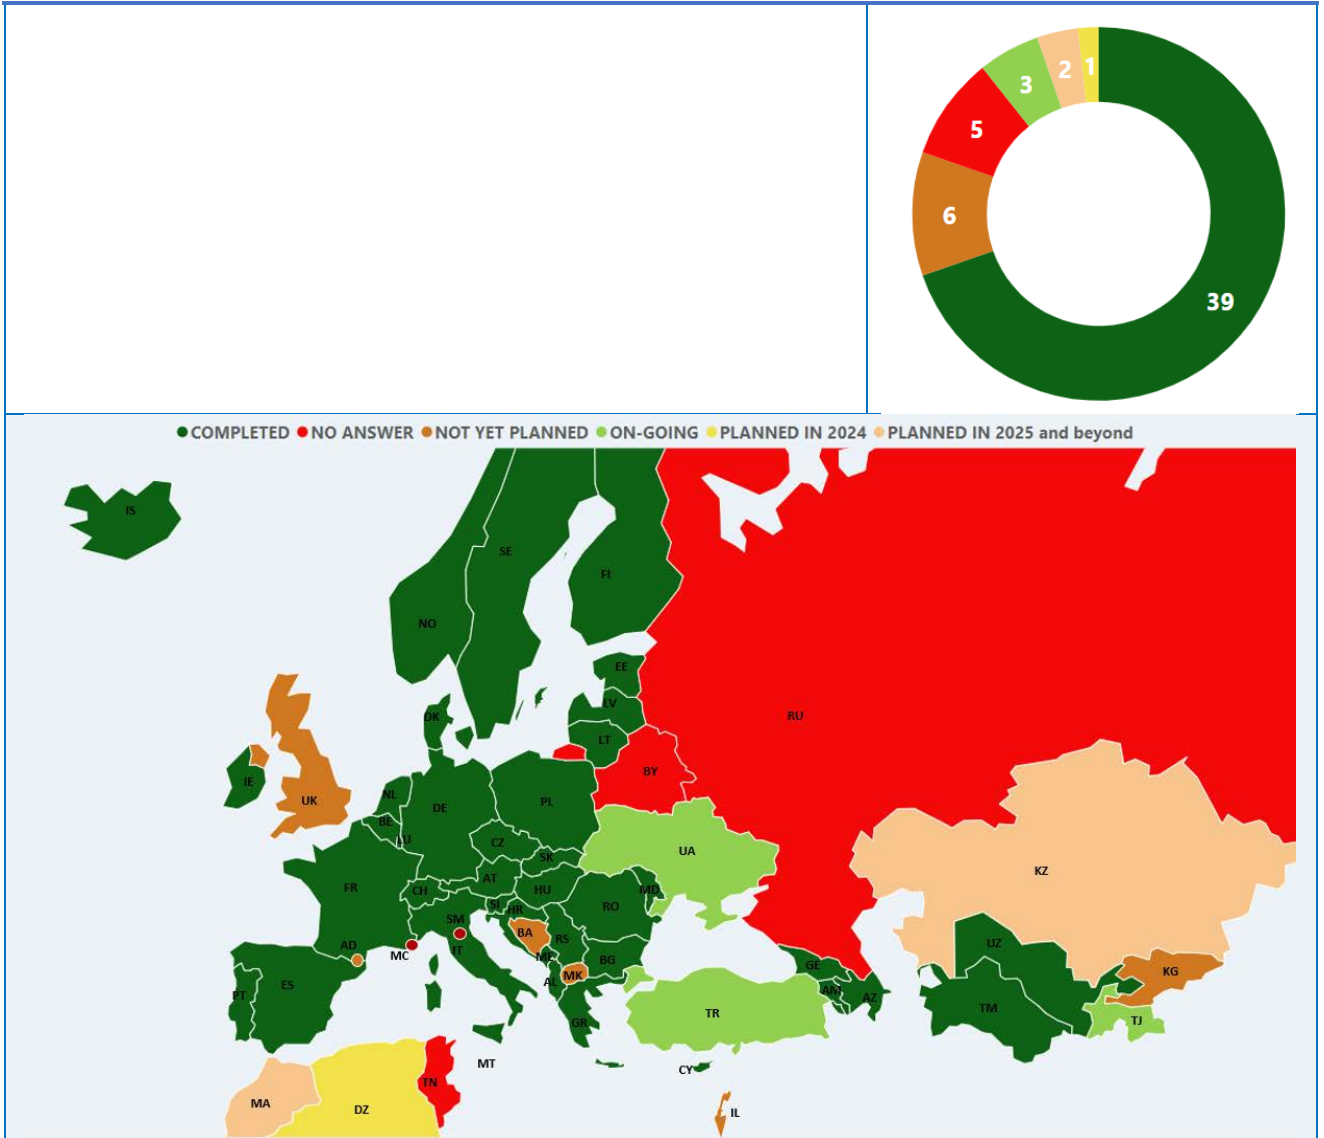 1
2
3
5
6
39
COMPLETED NO ANSWER NOT YET PLANNED ON-GOING PLANNED IN 2024 PLANNED IN 2025 and beyond
IS
SE
FI
NO
EE
LV
DK
RU
LT
BY
IE
NL
UK
DE
PL
BE
LU
CZ
UA
SK
KZ
AT
FR
CH
HU
MD
SI
HR
RO
SM
BA
RS
UZ
AD
MC
IT
ME
BG
GE
MK
KG
ES
AL
AM
PT
AZ
TM
TR
GR
TJ
MT
CY
TN
MA
DZ
IL